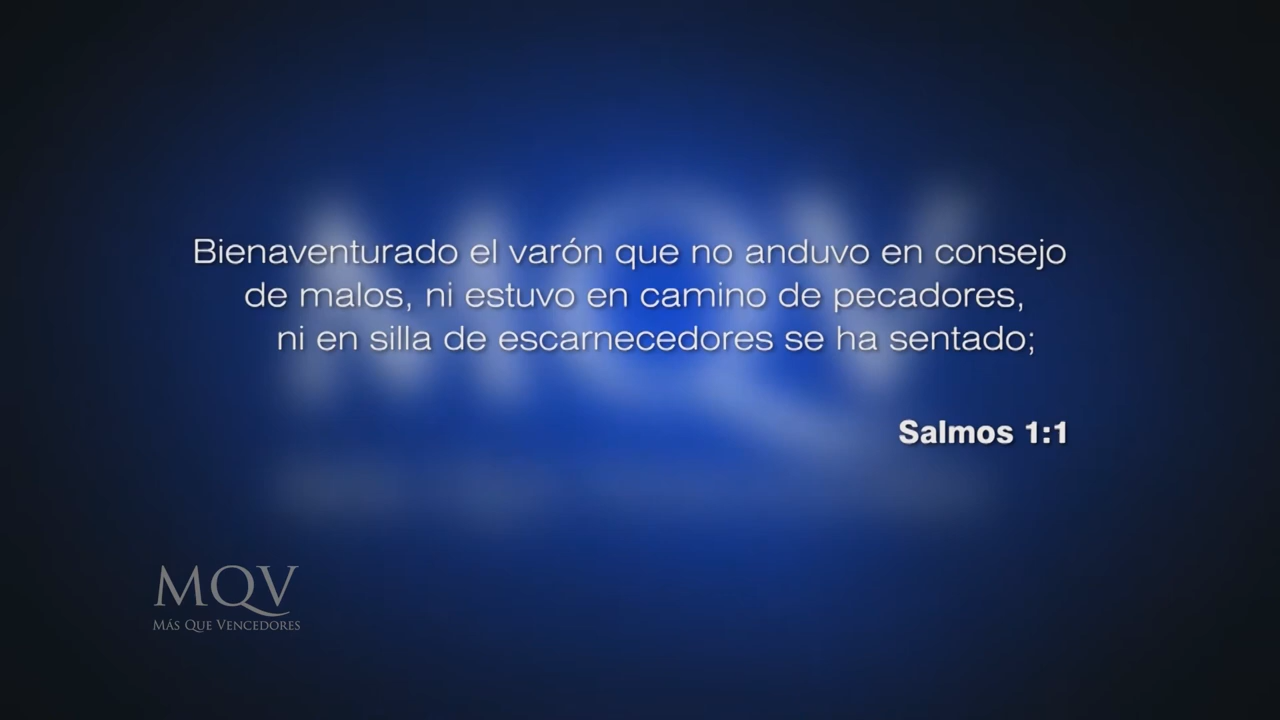 Bienaventurado el varón que no anduvo en consejo
de malos, ni estuvo en camino de pecadores,
ni en silla de escarnecedores se ha sentado;
Salmos 1:1
MQV
MÁS QUE VENCEDORES